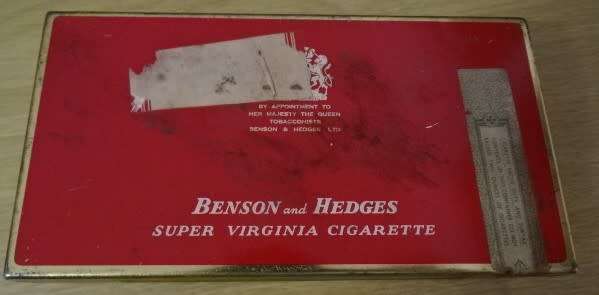 BY APPOINTMENT TO
HER MAJESTY THE QUEEN
TOBACCONISTS
BENSON & HEDGES LTD
BENSON and HEDGES
SUPER VIRGINIA CIGARETTE